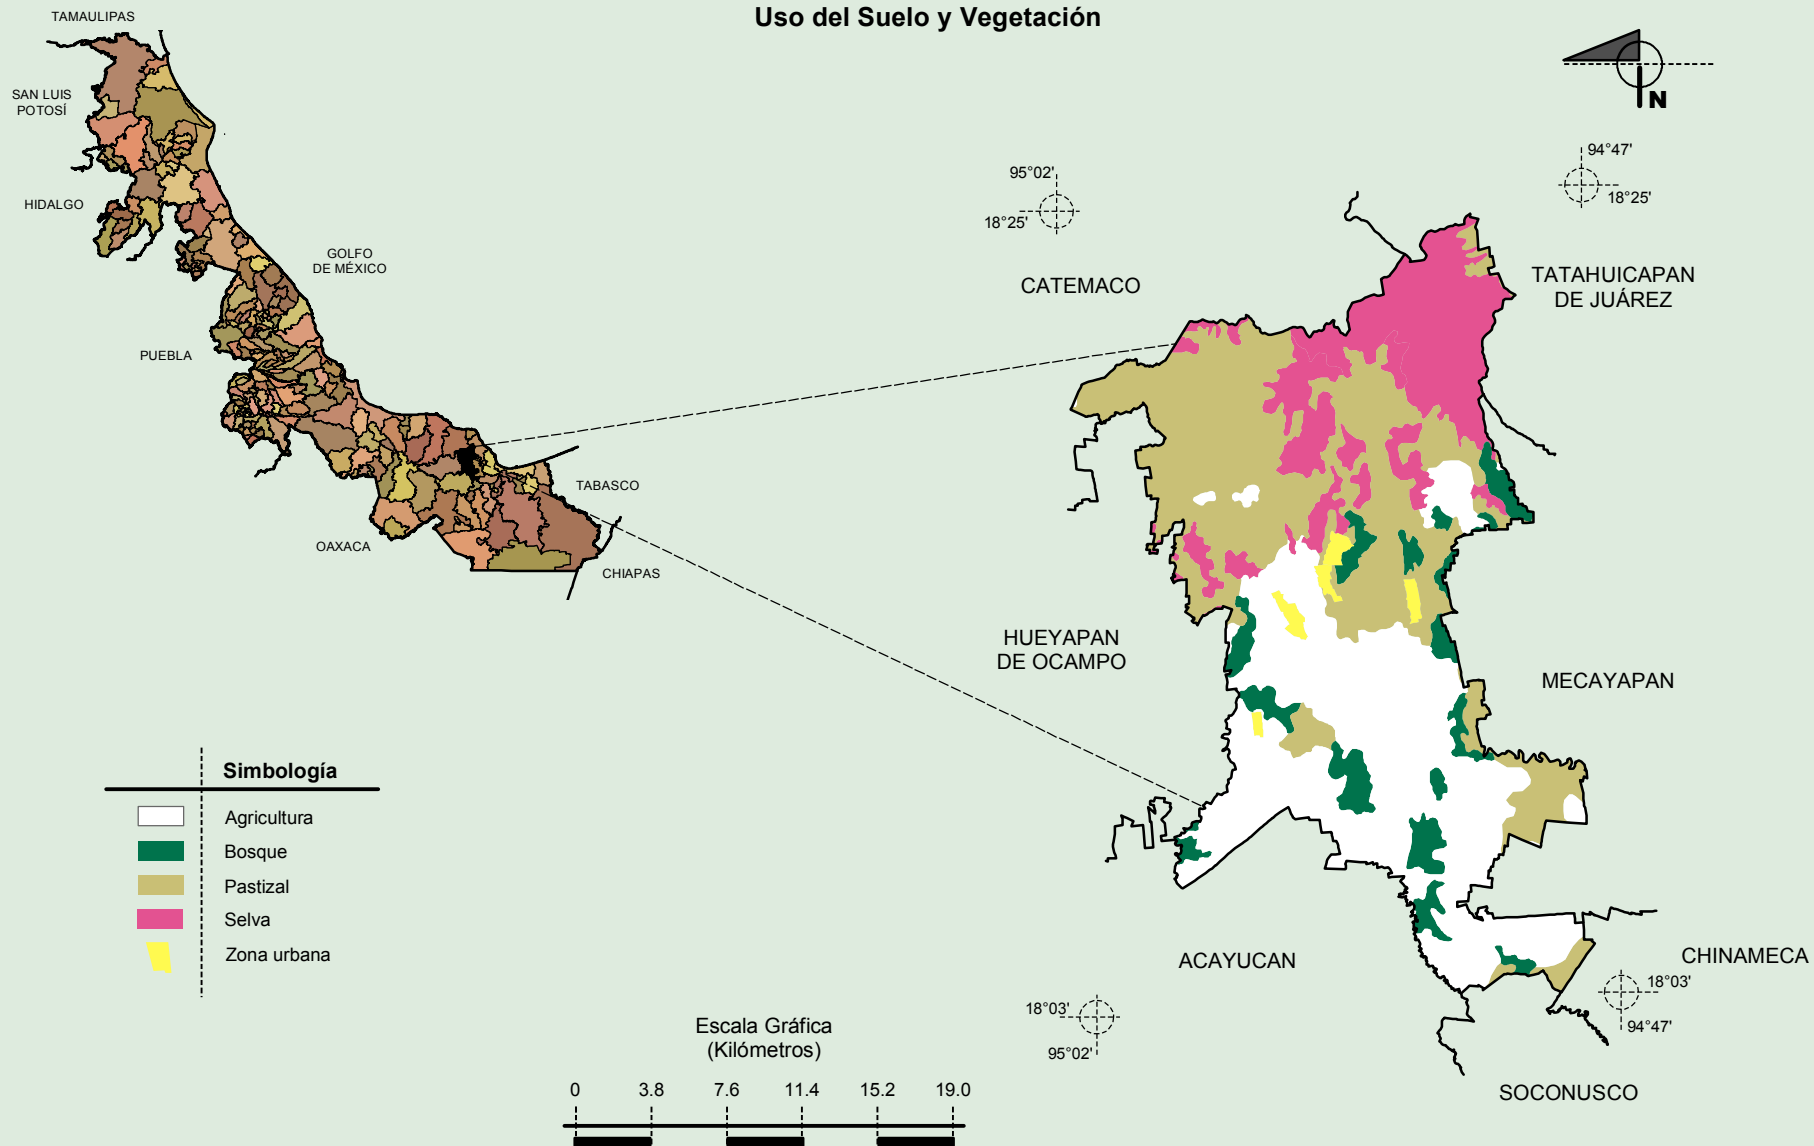 Uso del Suelo y Vegetación
TAMAULIPAS
SAN LUIS
POTOSÍ
HIDALGO
GOLFO
DE MÉXICO
PUEBLA
TABASCO
OAXACA
CHIAPAS
N
95°02'
18°25'
94°47'
18°25'
CATEMACO
TATAHUICAPAN
DE JUÁREZ
HUEYAPAN
DE OCAMPO
MECAYAPAN
ACAYUCAN
CHINAMECA
SOCONUSCO
18°03'
95°02'
18°03'
94°47'
Simbología
Agricultura
Bosque
Pastizal
Selva
Zona urbana
Escala Gráfica
(Kilómetros)
0 3.8 7.6 11.4 15.2 19.0